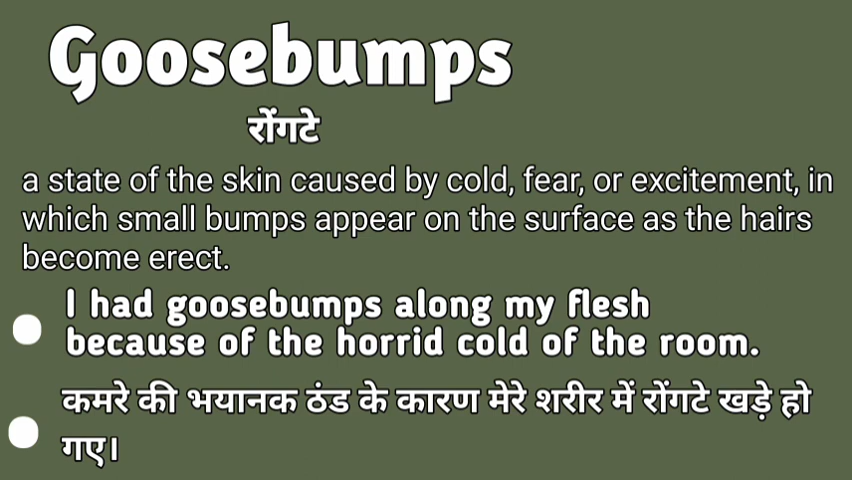 Goosebumps
रोंगटे
a state of the skin caused by cold, fear, or excitement, in
which small bumps appear on the surface as the hairs
become erect.
I had goosebumps along my flesh
because of the horrid cold of the room.
कमरे की भयानक ठंड के कारण मेरे शरीर में रोंगटे खड़े हो
गए।